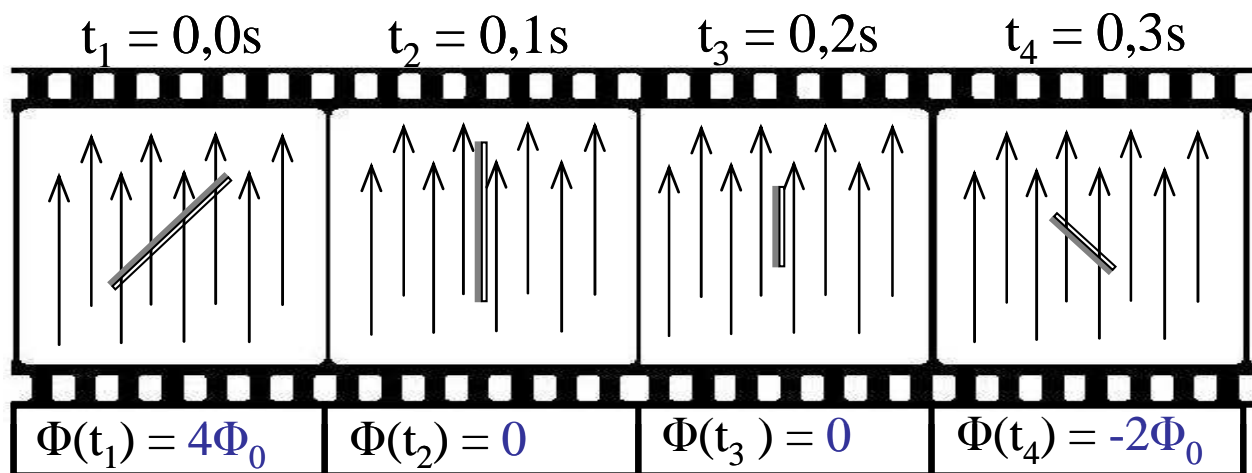 t₁ = 0,0s
t₂ = 0,1s
t₃ = 0,2s
t₄ = 0,3s
Φ(t₁) = 4Φ₀
Φ(t₂) = 0
Φ(t₃ ) = 0
Φ(t₄) = -2Φ₀